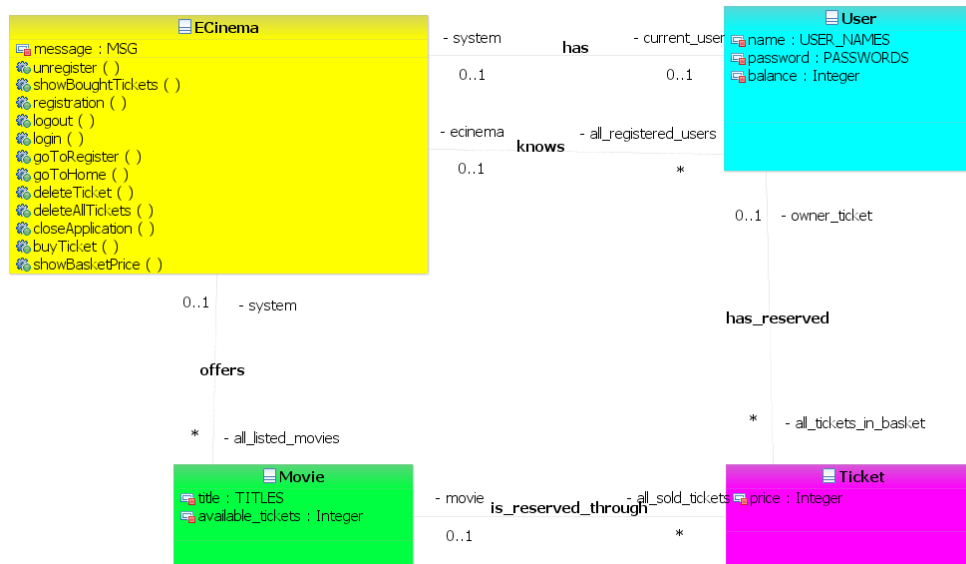 ECinema
message : MSG
unregister ( )
showBoughtTickets ( )
registration ( )
logout ( )
login ( )
goToRegister ( )
goToHome ( )
deleteTicket ( )
deleteAllTickets ( )
closeApplication ( )
buyTicket ( )
showBasketPrice ( )
- system
has
- current_user
0..1
0..1
User
name : USER_NAMES
password : PASSWORDS
balance : Integer
- ecinema
knows
- all_registered_users
0..1
*
0..1
- owner_ticket
has_reserved
*
- all_tickets_in_basket
0..1
- system
offers
*
- all_listed_movies
Movie
title : TITLES
available_tickets : Integer
- movie
is_reserved_through
- all_sold_tickets
0..1
*
Ticket
price : Integer